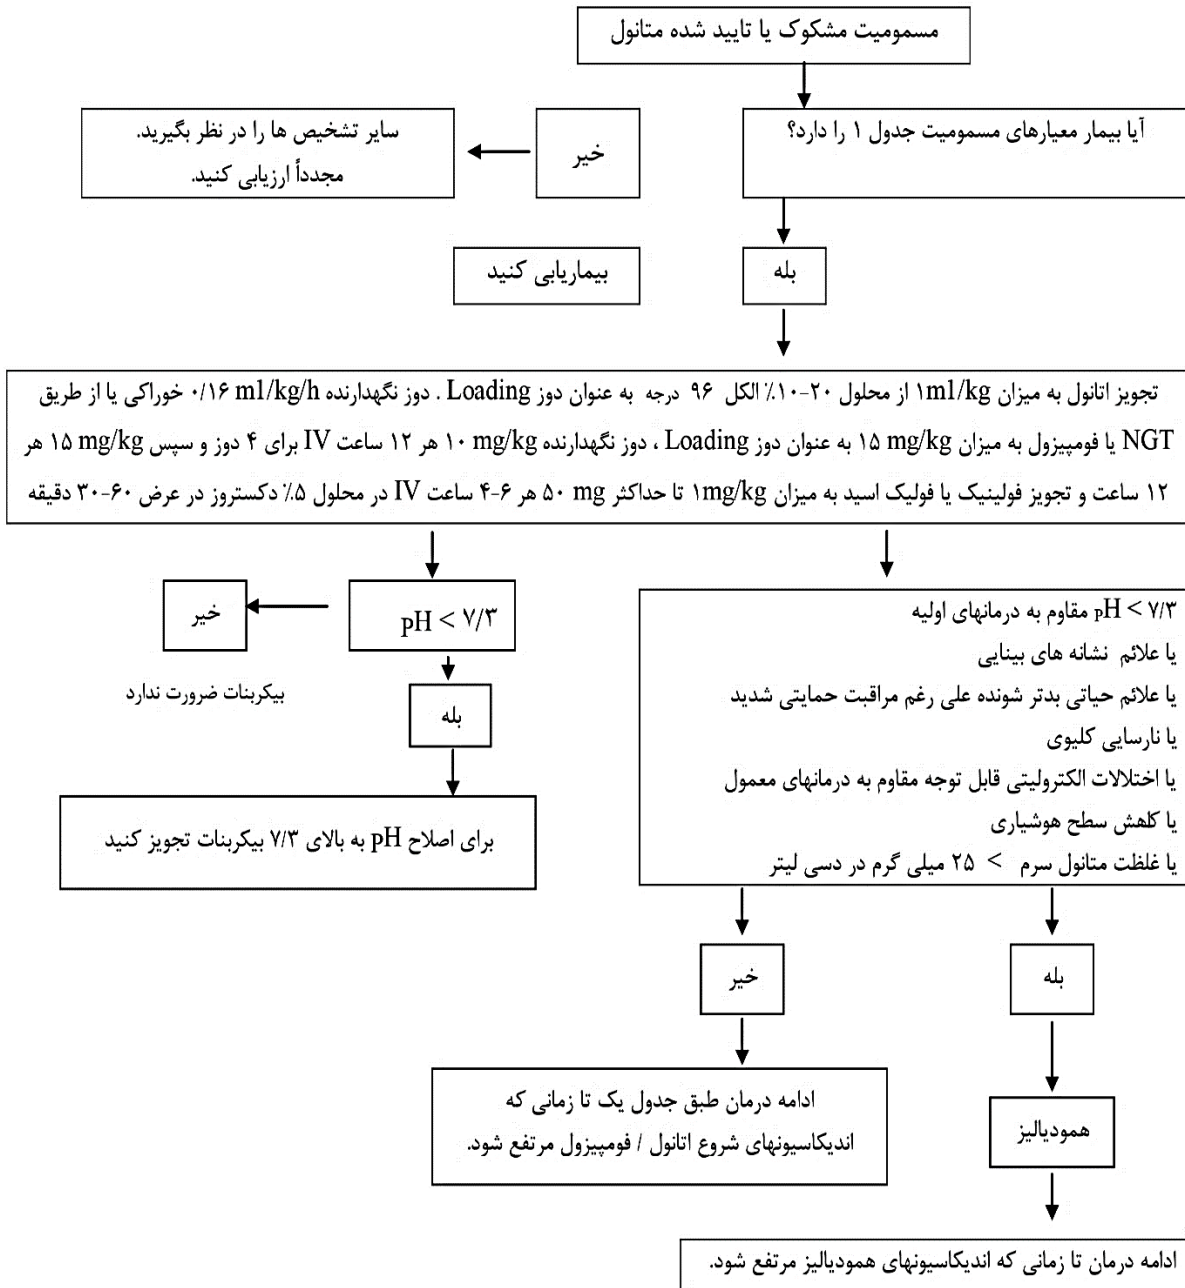 مسمومیت مشکوک یا تایید شده متانول
آیا بیمار معیارهای مسمومیت جدول ۱ را دارد؟
خیر
سایر تشخیص ها را در نظر بگیرید.
مجدداً ارزیابی کنید.
بله
بیماریابی کنید
تجویز اتانول به میزان ۱ml/kg از محلول ۲۰-۱۰٪ الکل ۹۶ درجه به عنوان دوز Loading . دوز نگهدارنده ۰/۱۶ ml/kg/h خوراکی یا از طریق
NGT یا فومپیزول به میزان ۱۵ mg/kg به عنوان دوز Loading ، دوز نگهدارنده ۱۰ mg/kg هر ۱۲ ساعت IV برای ۴ دوز و سپس ۱۵ mg/kg هر
۱۲ ساعت و تجویز فولینیک یا فولیک اسید به میزان ۱mg/kg تا حداکثر ۵۰ mg هر ۶-۴ ساعت IV در محلول ۵٪ دکستروز در عرض ۶۰-۳۰ دقیقه
pH < ۷/۳ مقاوم به درمانهای اولیه
یا علائم نشانه های بینایی
یا علائم حیاتی بدتر شونده علی رغم مراقبت حمایتی شدید
یا نارسایی کلیوی
یا اختلالات الکترولیتی قابل توجه مقاوم به درمانهای معمول
یا کلهش سطح هوشیاری
یا غلظت متانول سرم > ۲۵ میلی گرم در دسی لیتر
pH < ۷/۳
خیر
بیکربنات ضرورت ندارد
بله
برای اصلاح pH به بالای ۷/۳ بیکربنات تجویز کنید
بله
خیر
همودیالیز
ادامه درمان طبق جدول یک تا زمانی که
اندیکاسیونهای شروع اتانول / فومپیزول مرتفع شود.
ادامه درمان تا زمانی که اندیکاسیونهای همودیالیز مرتفع شود.